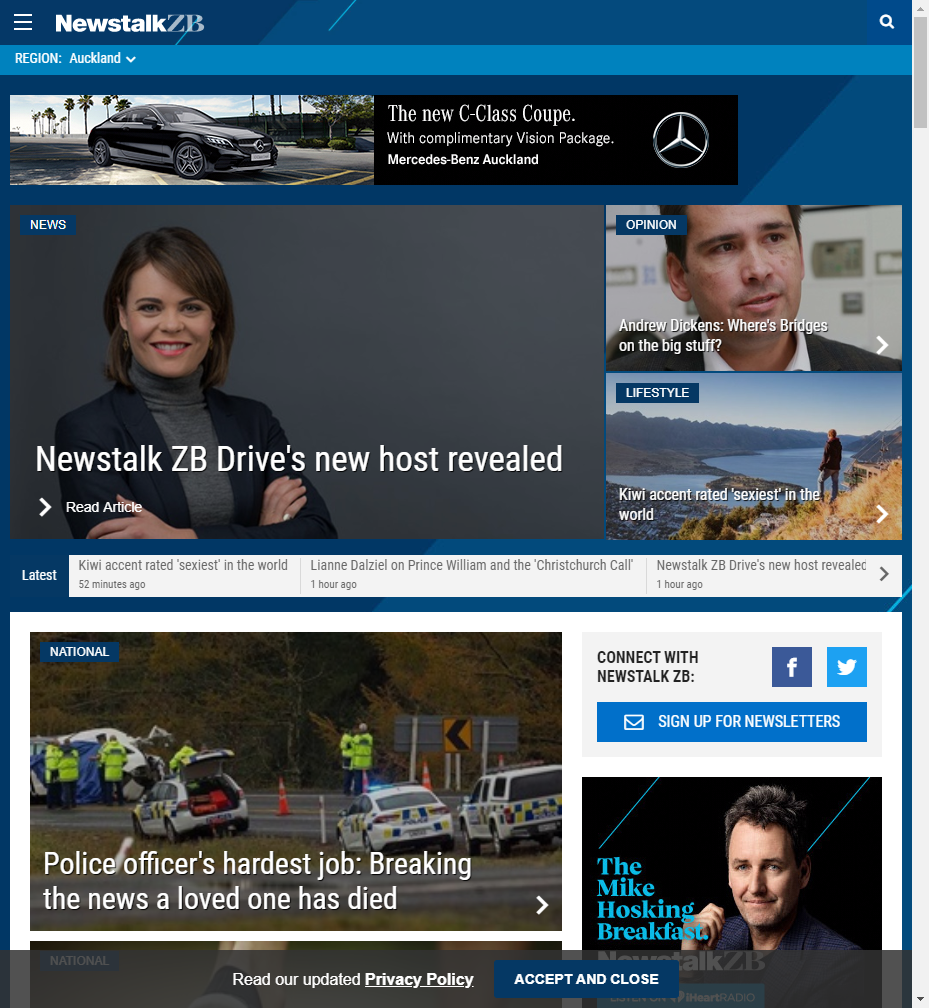 NewstalkZB
REGION: Auckland
The new C-Class Coupe.
With complimentary Vision Package.
Mercedes-Benz Auckland
NEWS
Newstalk ZB Drive's new host revealed
Read Article
OPINION
Andrew Dickens: Where's Bridges
on the big stuff?
LIFESTYLE
Kiwi accent rated 'sexiest' in the
world
Latest
Kiwi accent rated 'sexiest' in the world
52 minutes ago
Lianne Dalziel on Prince William and the 'Christchurch Call'
1 hour ago
Newstalk ZB Drive's new host revealed
1 hour ago
NATIONAL
Police officer's hardest job: Breaking
the news a loved one has died
CONNECT WITH
NEWSTALK ZB:
SIGN UP FOR NEWSLETTERS
The
Mike
Hosking
Breakfast.
NewstalkZB
LISTEN ON iHeartRADIO
NATIONAL
Read our updated Privacy Policy
ACCEPT AND CLOSE